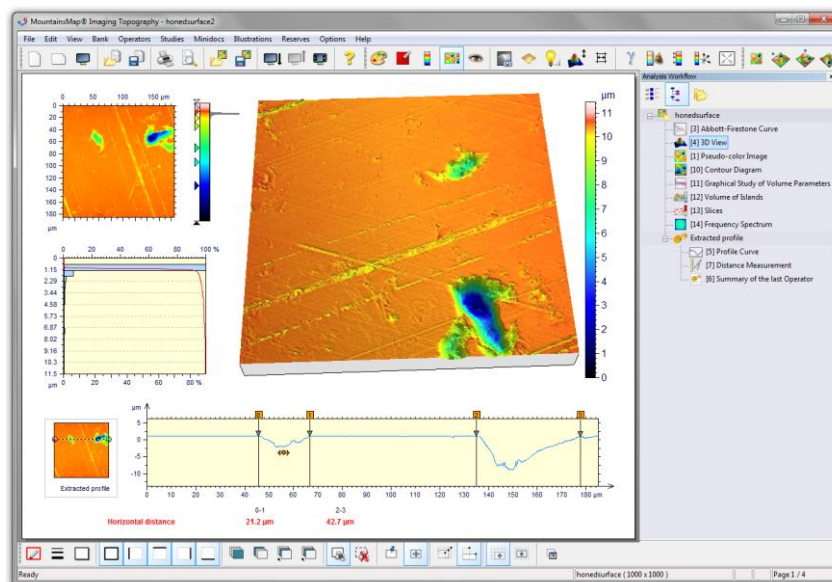 MountainsMap® Imaging Topography - honedsurface2
File Edit View Bank Operators Studies Minidocs Illustrations Reserves Options Help
Analysis Workflow
honedsurface
[3] Abbott-Firestone Curve
[4] 3D View
[1] Pseudo-color Image
[10] Contour Diagram
[11] Graphical Study of Volume Parameters
[12] Volume of Islands
[13] Slices
[14] Frequency Spectrum
Extracted profile
[5] Profile Curve
[7] Distance Measurement
[6] Summary of the last Operator
0 50 100 150 µm
0
20
40
60
80
100
120
140
160
180
µm
µm
11
10
9
8
7
6
5
4
3
2
1
0
0 20 40 60 80 100 %
0
1.15
2.29
3.44
4.58
5.73
6.87
8.02
9.16
10.3
11.5
µm
0 20 40 60 80 %
Extracted profile
µm
5
0
-5
-10
0 10 20 30 40 50 60 70 80 90 100 110 120 130 140 150 160 170 180 µm
0-1 2-3
Horizontal distance 21.2 µm 42.7 µm
Ready
honedsurface ( 1000 x 1000 )
Page 1 / 4